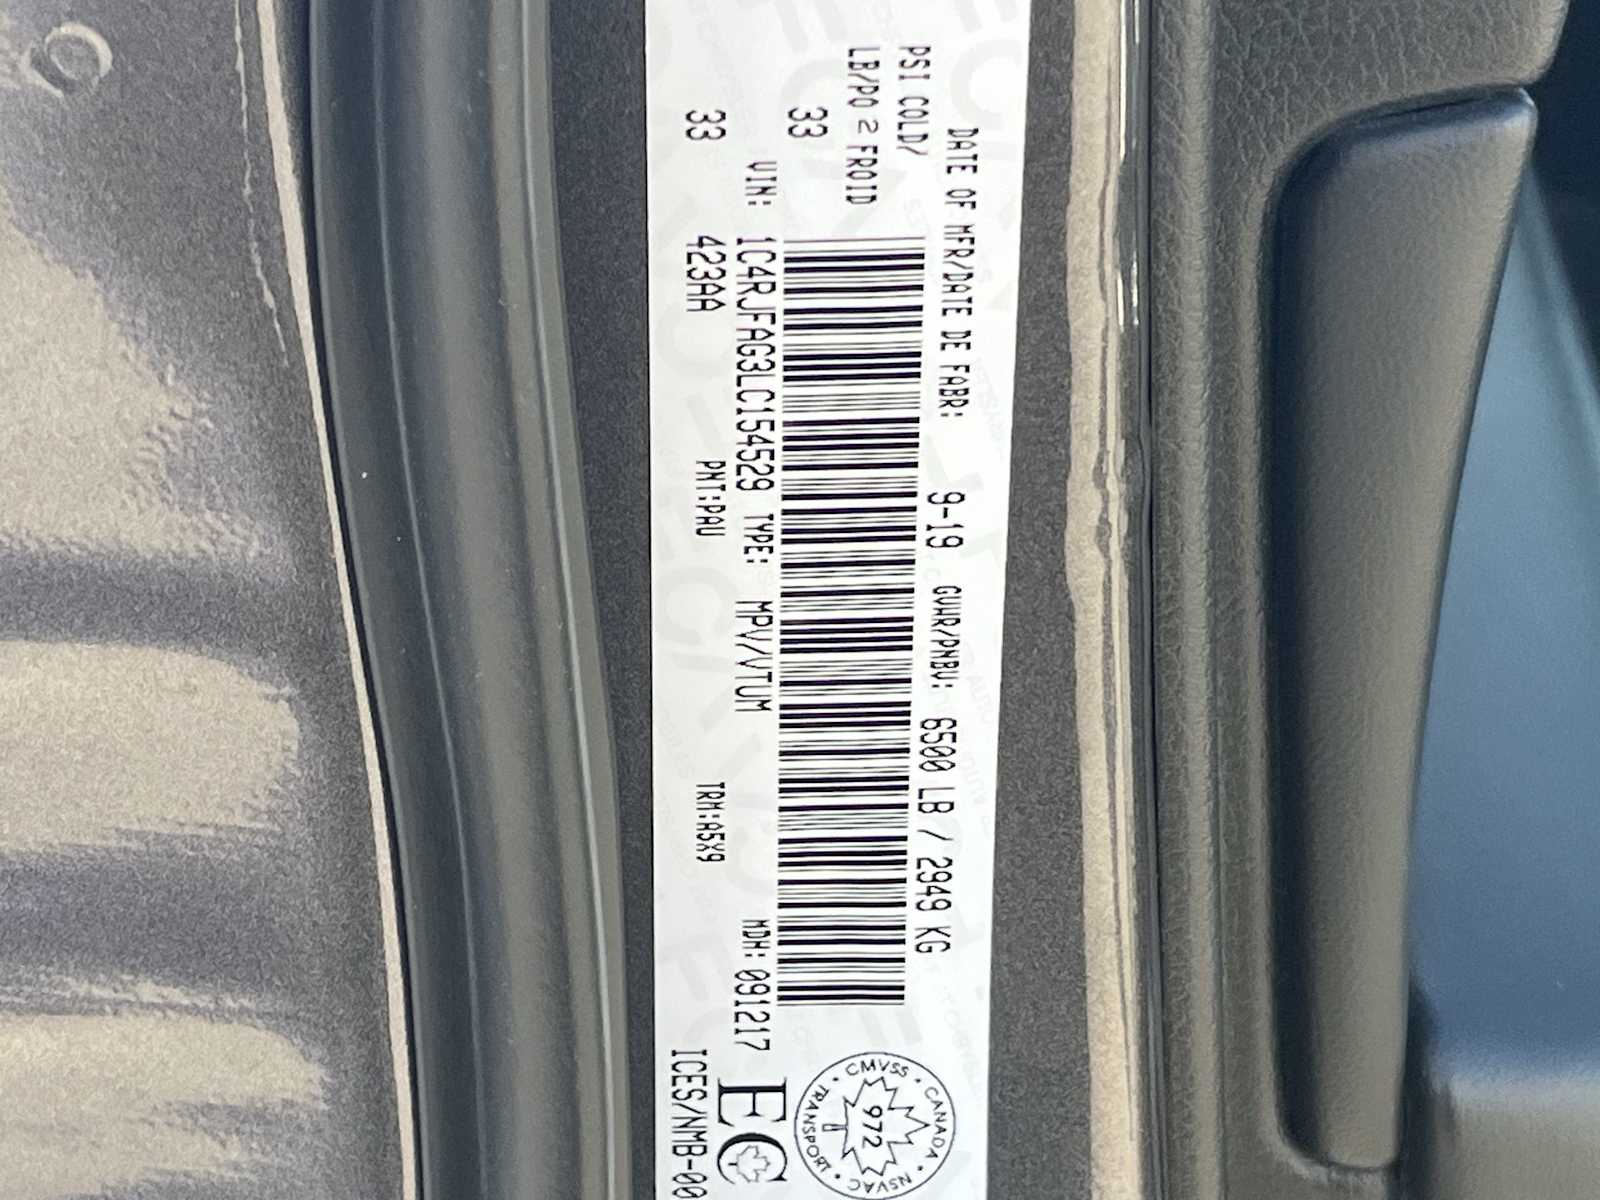 DATE OF MFR/DATE DE FABR: 9-19 GVWR/PNBV: 6500 LB / 2949 KG
PSI COLD/
LB/PO 2 FROID
33
VIN: 1C4RJFAG3LC154529 TYPE: MPV/VTUM MDH: 091217
33 423AA PNT:PAU TRM:A5X9
CMVSS • CANADA • NSVAC • TRANSPORT •
972
EC
ICES/NMB-00